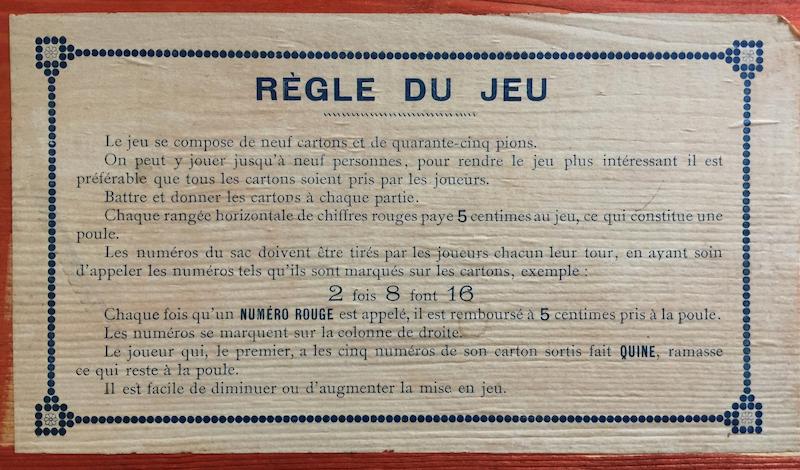 RÈGLE DU JEU
Le jeu se compose de neuf cartons et de quarante-cinq pions.
On peut y jouer jusqu'à neuf personnes, pour rendre le jeu plus intéressant il est
préférable que tous les cartons soient pris par les joueurs.
Battre et donner les cartons à chaque partie.
Chaque rangée horizontale de chiffres rouges paye 5 centimes au jeu, ce qui constitue une
poule.
Les numéros du sac doivent être tirés par les joueurs chacun leur tour, en ayant soin
d'appeler les numéros tels qu'ils sont marqués sur les cartons, exemple :
2 fois 8 font 16
Chaque fois qu'un NUMÉRO ROUGE est appelé, il est remboursé à 5 centimes pris à la poule.
Les numéros se marquent sur la colonne de droite.
Le joueur qui, le premier, a les cinq numéros de son carton sortis fait QUINE, ramasse
ce qui reste à la poule.
Il est facile de diminuer ou d'augmenter la mise en jeu.